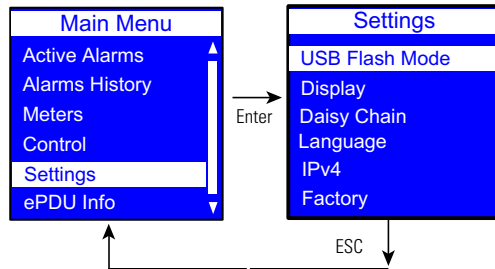 Main Menu
Active Alarms
Alarms History
Meters
Control
Settings
ePDU Info
Enter
Settings
USB Flash Mode
Display
Daisy Chain
Language
IPv4
Factory
ESC